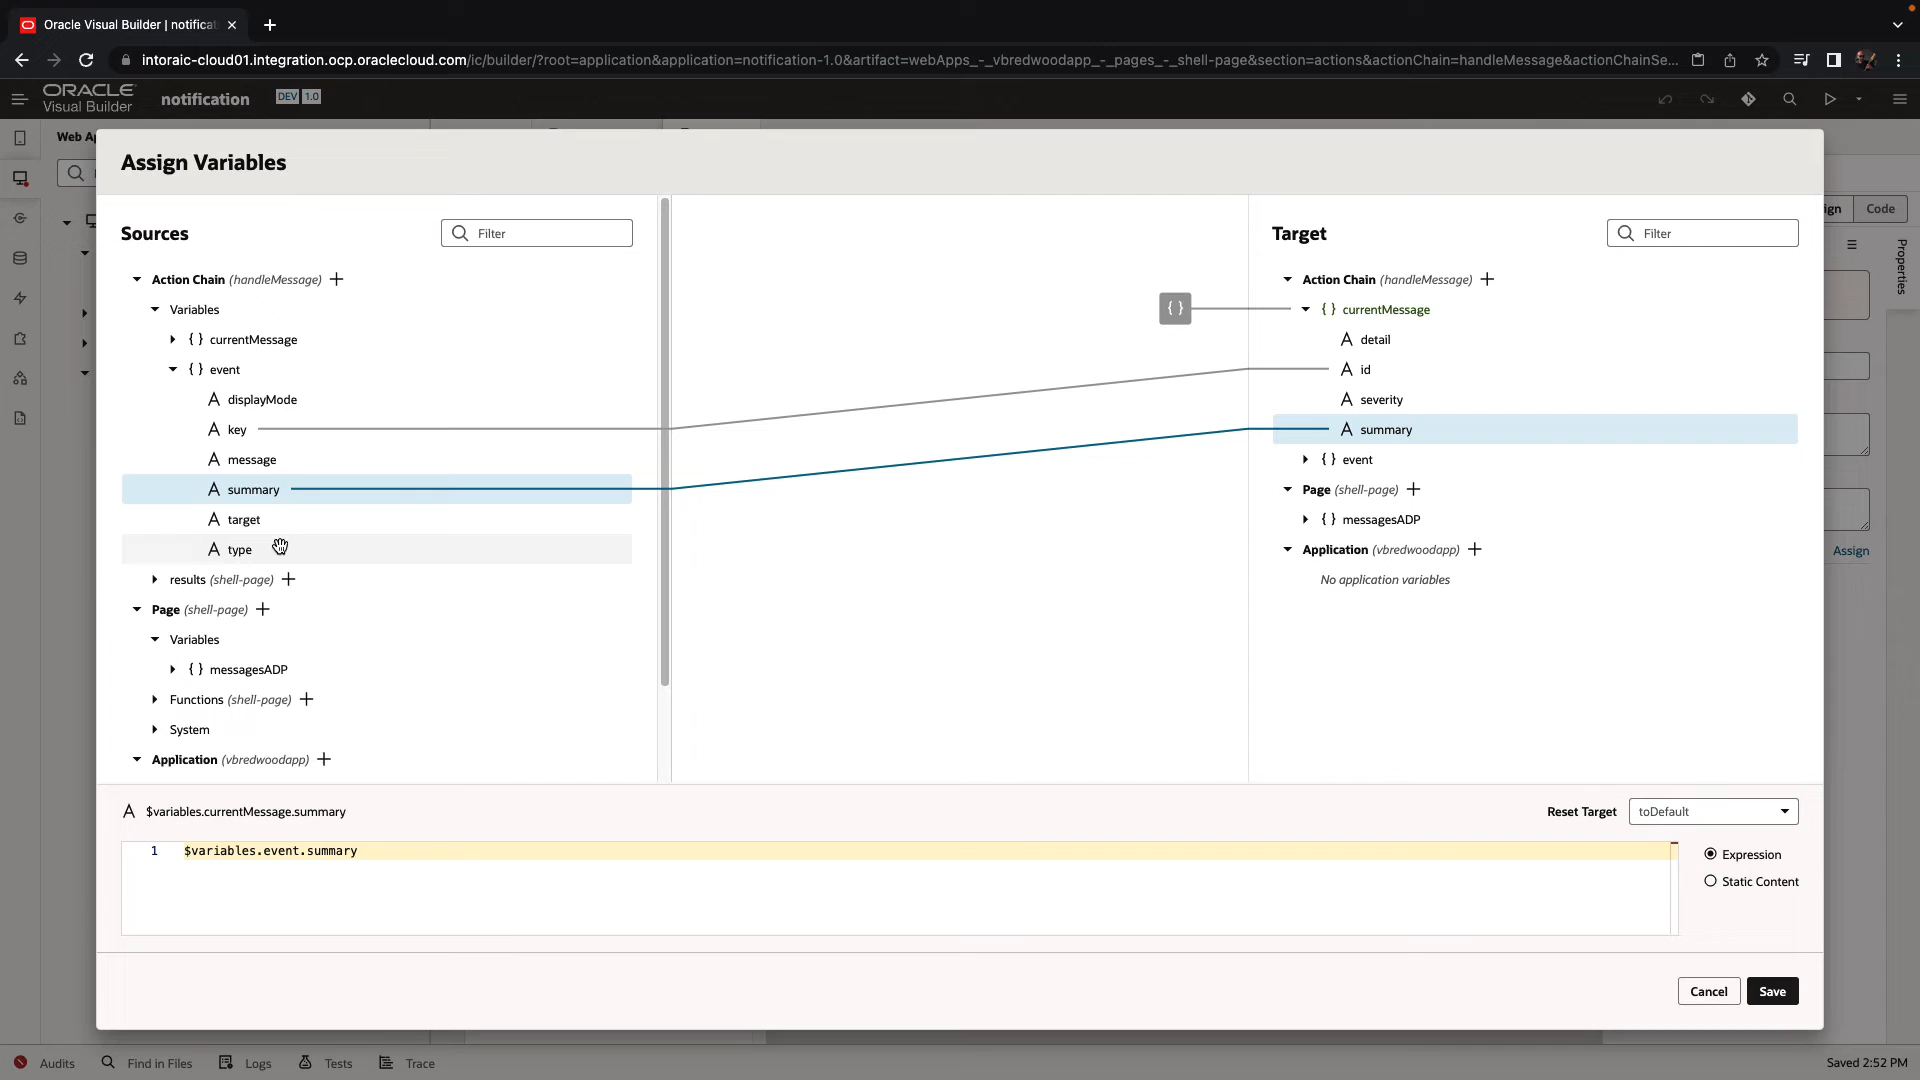 Oracle Visual Builder | notificat
intoraic-cloud01.integration.ocp.oraclecloud.com/ic/builder/?root=application&application=notification-1.0&artifact=webApps_-_vbredwoodapp_-_pages_-_shell-page&section=actions&actionChain=handleMessage&actionChainSe...
ORACLE
Visual Builder
notification
DEV 1.0
Web Ap
ign
Code
Assign Variables
Sources
Filter
Target
Filter
Properties
Action Chain (handleMessage)
Action Chain (handleMessage)
Variables
{ }
{ } currentMessage
{ } currentMessage
A detail
{ } event
A id
A displayMode
A severity
A key
A summary
A message
{ } event
A summary
Page (shell-page)
A target
{ } messagesADP
A type
Application (vbredwoodapp)
Assign
results (shell-page)
No application variables
Page (shell-page)
Variables
{ } messagesADP
Functions (shell-page)
System
Application (vbredwoodapp)
A $variables.currentMessage.summary
Reset Target
toDefault
1 $variables.event.summary
Expression
Static Content
Cancel
Save
Audits
Find in Files
Logs
Tests
Trace
Saved 2:52 PM